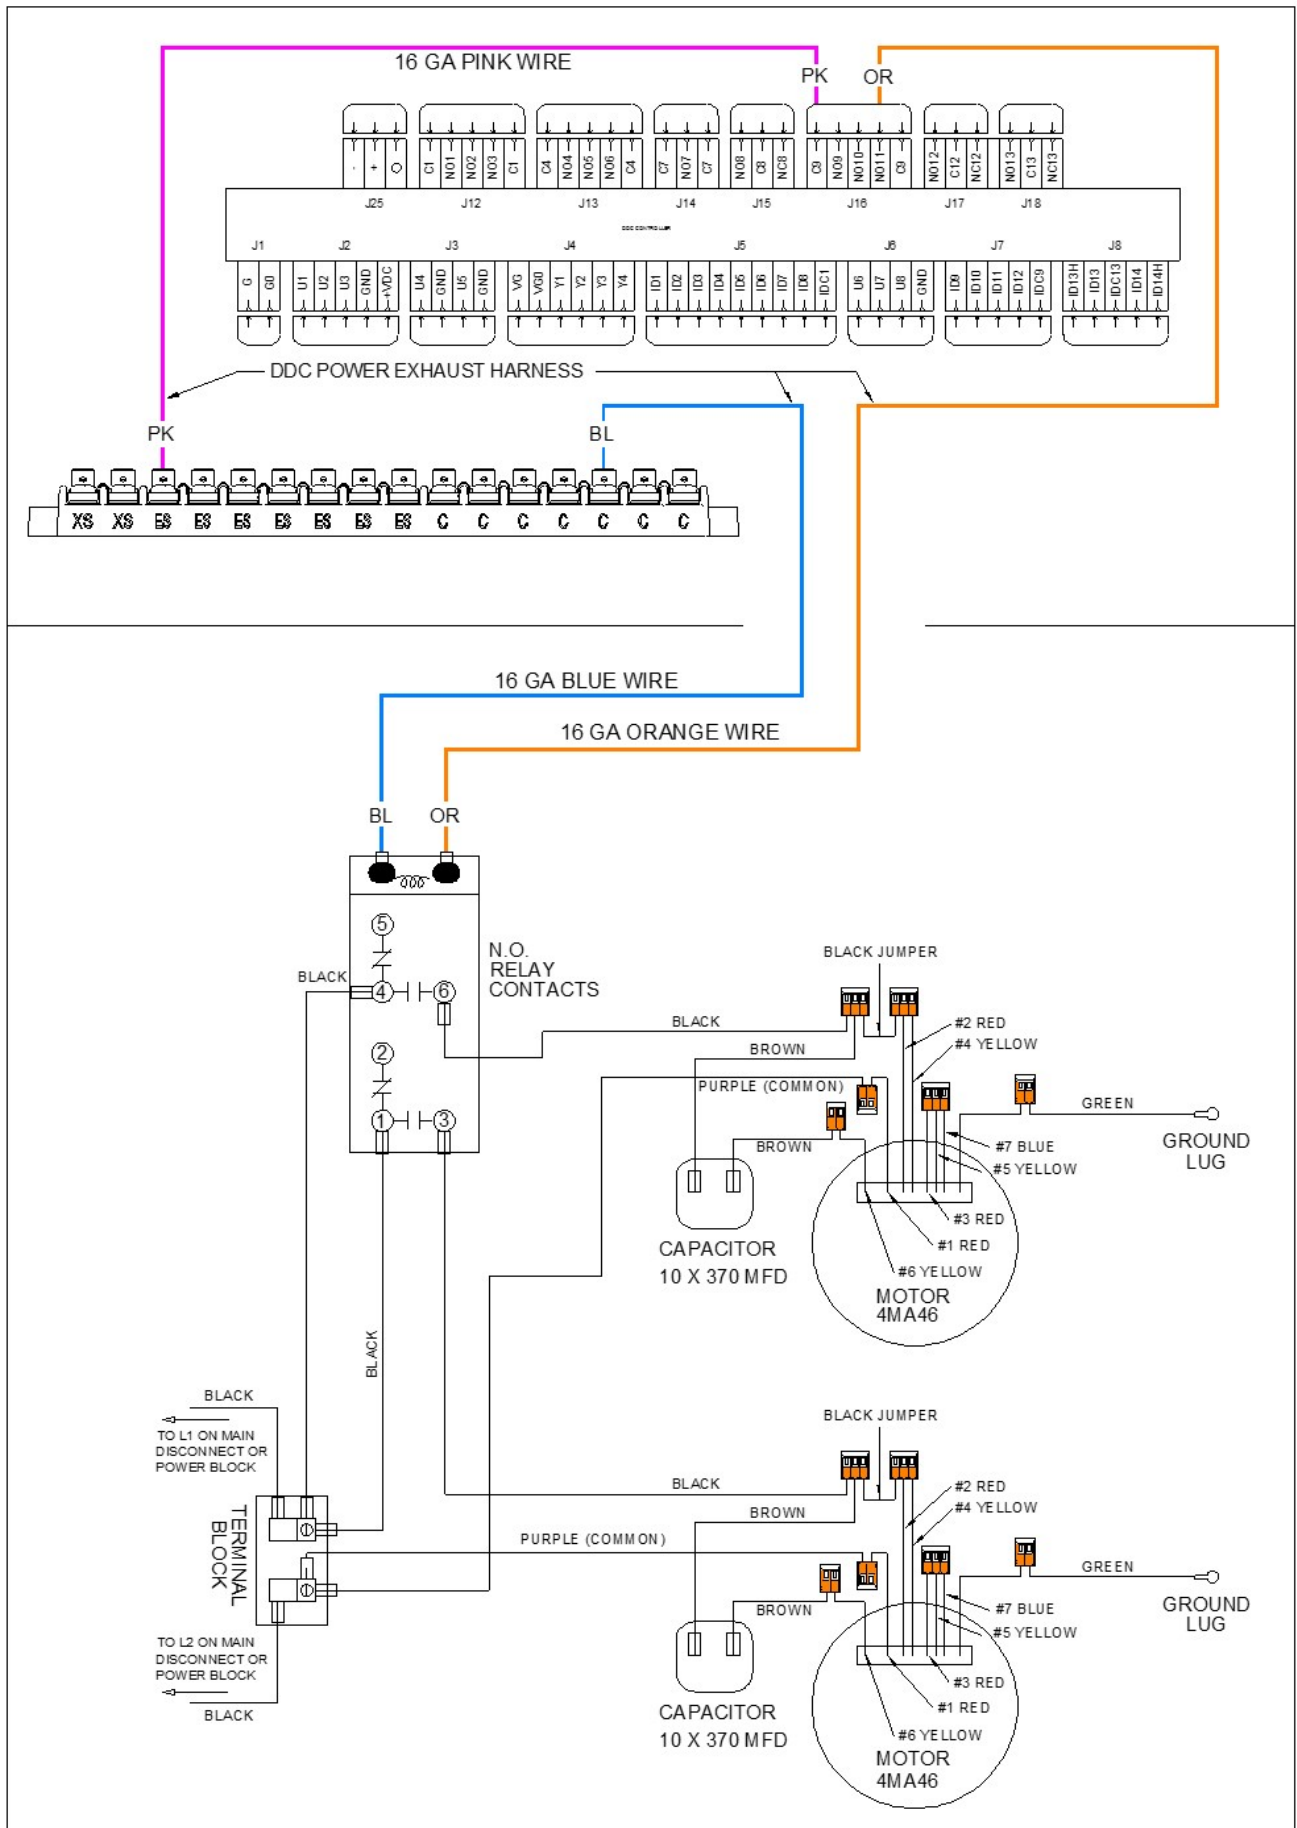 16 GA PINK WIRE
PK OR
- + C1 NO1 NO2 NO3 C1 C4 NO4 NO5 NO6 C4 C7 NO7 C7 NO8 C8 NC8 C9 NO9 NO10 NO11 C9 NO12 C12 NC12 NO13 C13 NC13
J25 J12 J13 J14 J15 J16 J17 J18
DDC CONTROLLER
J1 J2 J3 J4 J5 J6 J7 J8
G G0 U1 U2 U3 GND +VDC U4 GND U5 GND VG VG0 Y1 Y2 Y3 Y4 ID1 ID2 ID3 ID4 ID5 ID6 ID7 ID8 IDC1 U6 U7 U8 GND ID9 ID10 ID11 ID12 IDC9 ID13H ID13 IDC13 ID14 ID14H
DDC POWER EXHAUST HARNESS
PK BL
XS XS ES ES ES ES ES ES ES C C C C C C C
16 GA BLUE WIRE
16 GA ORANGE WIRE
BL OR
5
4 6
2
1 3
N.O.
RELAY
CONTACTS
BLACK
BLACK
BLACK JUMPER
BLACK
BROWN
PURPLE (COMMON)
BROWN
#2 RED
#4 YELLOW
GREEN
GROUND
LUG
#7 BLUE
#5 YELLOW
#3 RED
#1 RED
#6 YELLOW
CAPACITOR
10 X 370 MFD
MOTOR
4MA46
BLACK
TO L1 ON MAIN
DISCONNECT OR
POWER BLOCK
TERMINAL
BLOCK
TO L2 ON MAIN
DISCONNECT OR
POWER BLOCK
BLACK
BLACK JUMPER
BLACK
BROWN
PURPLE (COMMON)
BROWN
#2 RED
#4 YELLOW
GREEN
GROUND
LUG
#7 BLUE
#5 YELLOW
#3 RED
#1 RED
#6 YELLOW
CAPACITOR
10 X 370 MFD
MOTOR
4MA46